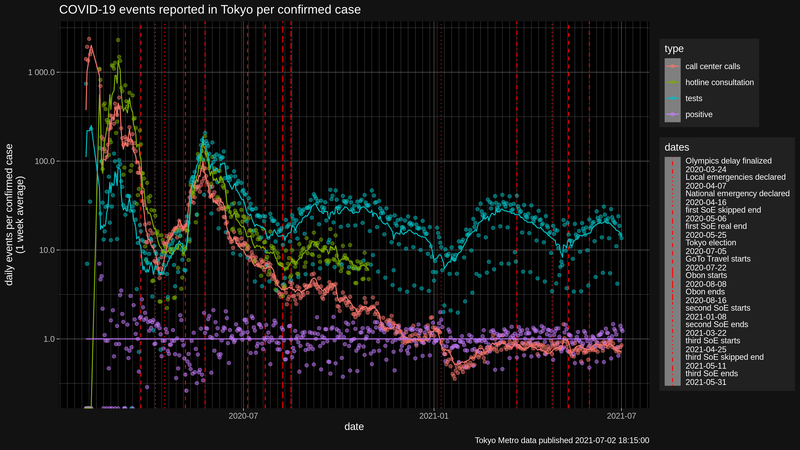 COVID-19 events reported in Tokyo per confirmed case
daily events per confirmed case
(1 week average)
1 000.0
100.0
10.0
1.0
2020-07
2021-01
2021-07
date
Tokyo Metro data published 2021-07-02 18:15:00
type
call center calls
hotline consultation
tests
positive
dates
Olympics delay finalized
2020-03-24
Local emergencies declared
2020-04-07
National emergency declared
2020-04-16
first SoE skipped end
2020-05-06
first SoE real end
2020-05-25
Tokyo election
2020-07-05
GoTo Travel starts
2020-07-22
Obon starts
2020-08-08
Obon ends
2020-08-16
second SoE starts
2021-01-08
second SoE ends
2021-03-22
third SoE starts
2021-04-25
third SoE skipped end
2021-05-11
third SoE ends
2021-05-31